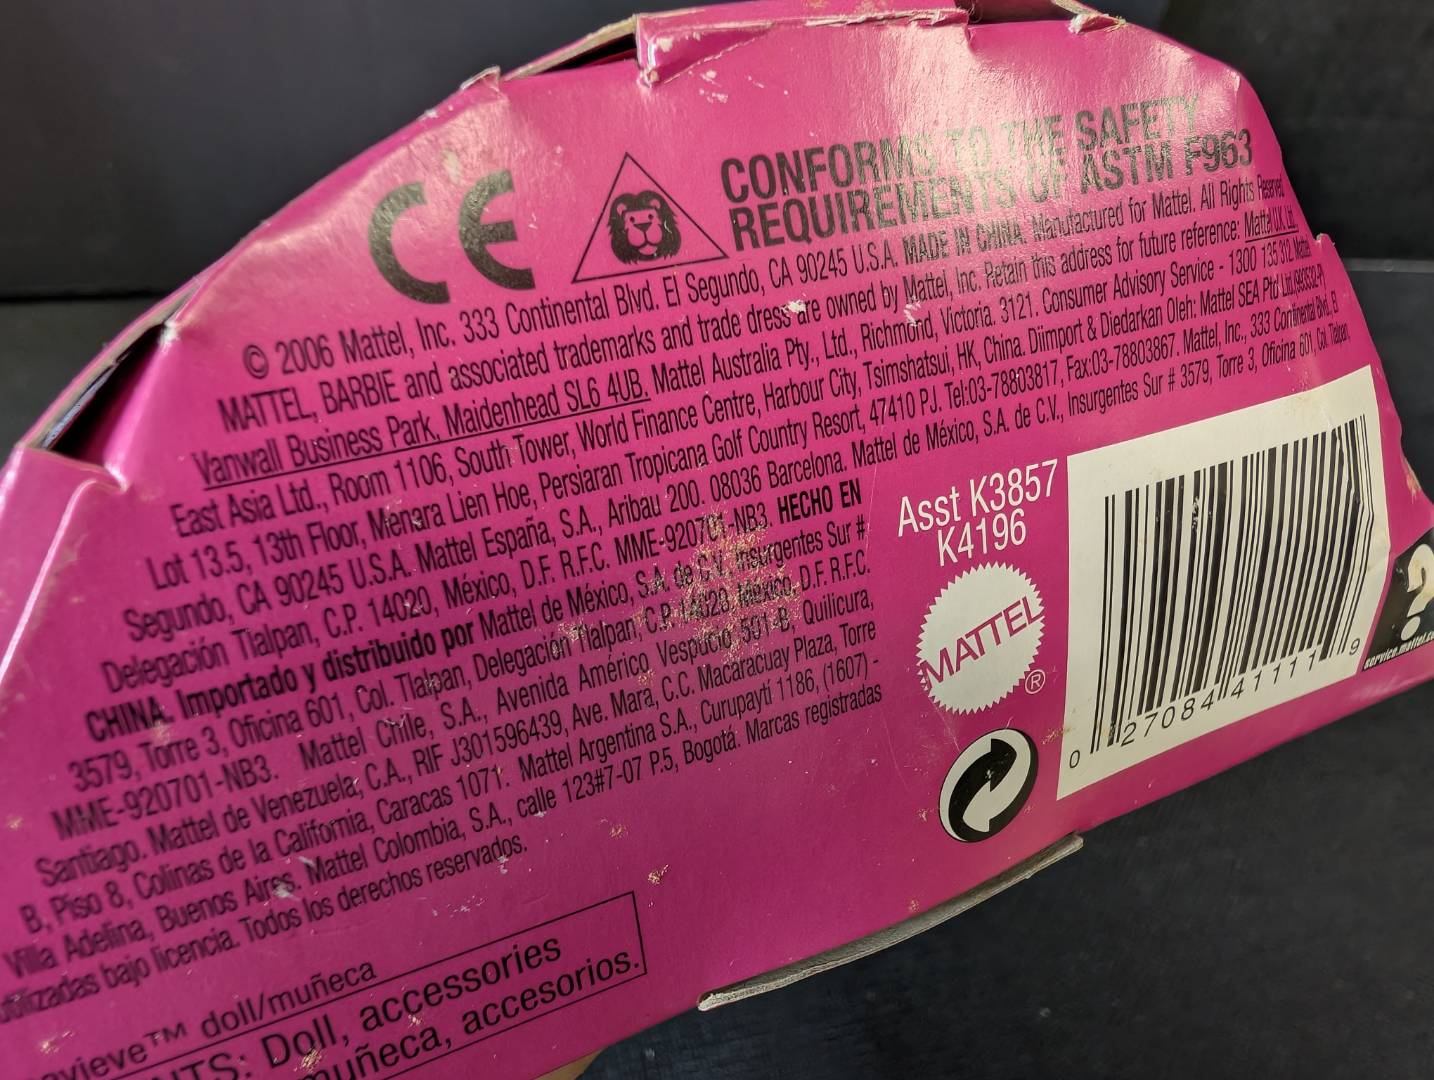 CE
CONFORMS TO THE SAFETY
REQUIREMENTS OF ASTM F963
© 2006 Mattel, Inc. 333 Continental Blvd. El Segundo, CA 90245 U.S.A. MADE IN CHINA. Manufactured for Mattel. All Rights Reserved
MATTEL, BARBIE and associated trademarks and trade dress are owned by Mattel, Inc. Retain this address for future reference: Mattel U.K. Ltd.
Vanwall Business Park, Maidenhead SL6 4UB. Mattel Australia Pty., Ltd., Richmond, Victoria. 3121. Consumer Advisory Service - 1300 135 312. Mattel
East Asia Ltd., Room 1106, South Tower, World Finance Centre, Harbour City, Tsimshatsui, HK, China. Diimport & Diedarkan Oleh: Mattel SEA Ptd Ltd.(993532-P)
Lot 13.5, 13th Floor, Menara Lien Hoe, Persiaran Tropicana Golf Country Resort, 47410 PJ. Tel:03-78803817, Fax:03-78803867. Mattel, Inc., 333 Continental Blvd., El
Segundo, CA 90245 U.S.A. Mattel España, S.A., Aribau 200. 08036 Barcelona. Mattel de México, S.A. de C.V., Insurgentes Sur # 3579, Torre 3, Oficina 601, Col. Tlalpan,
Delegación Tlalpan, C.P. 14020, México, D.F. R.F.C. MME-920701-NB3. HECHO EN
CHINA. Importado y distribuido por Mattel de México, S.A. de C.V., Insurgentes Sur #
3579, Torre 3, Oficina 601, Col. Tlalpan, Delegación Tlalpan, C.P. 14020, México, D.F. R.F.C.
MME-920701-NB3. Mattel Chile, S.A., Avenida Américo Vespucio 501-B, Quilicura,
Santiago. Mattel de Venezuela, C.A., RIF J301596439, Ave. Mara, C.C. Macaracuay Plaza, Torre
B, Piso 8, Colinas de la California, Caracas 1071. Mattel Argentina S.A., Curupaytí 1186, (1607) -
Villa Adelina, Buenos Aires. Mattel Colombia, S.A., calle 123#7-07 P.5, Bogotá. Marcas registradas
utilizadas bajo licencia. Todos los derechos reservados.
Asst K3857
K4196
MATTEL
®
0 27084 41111 9
?
doll/muñeca
Doll, accessories
muñeca, accesorios.